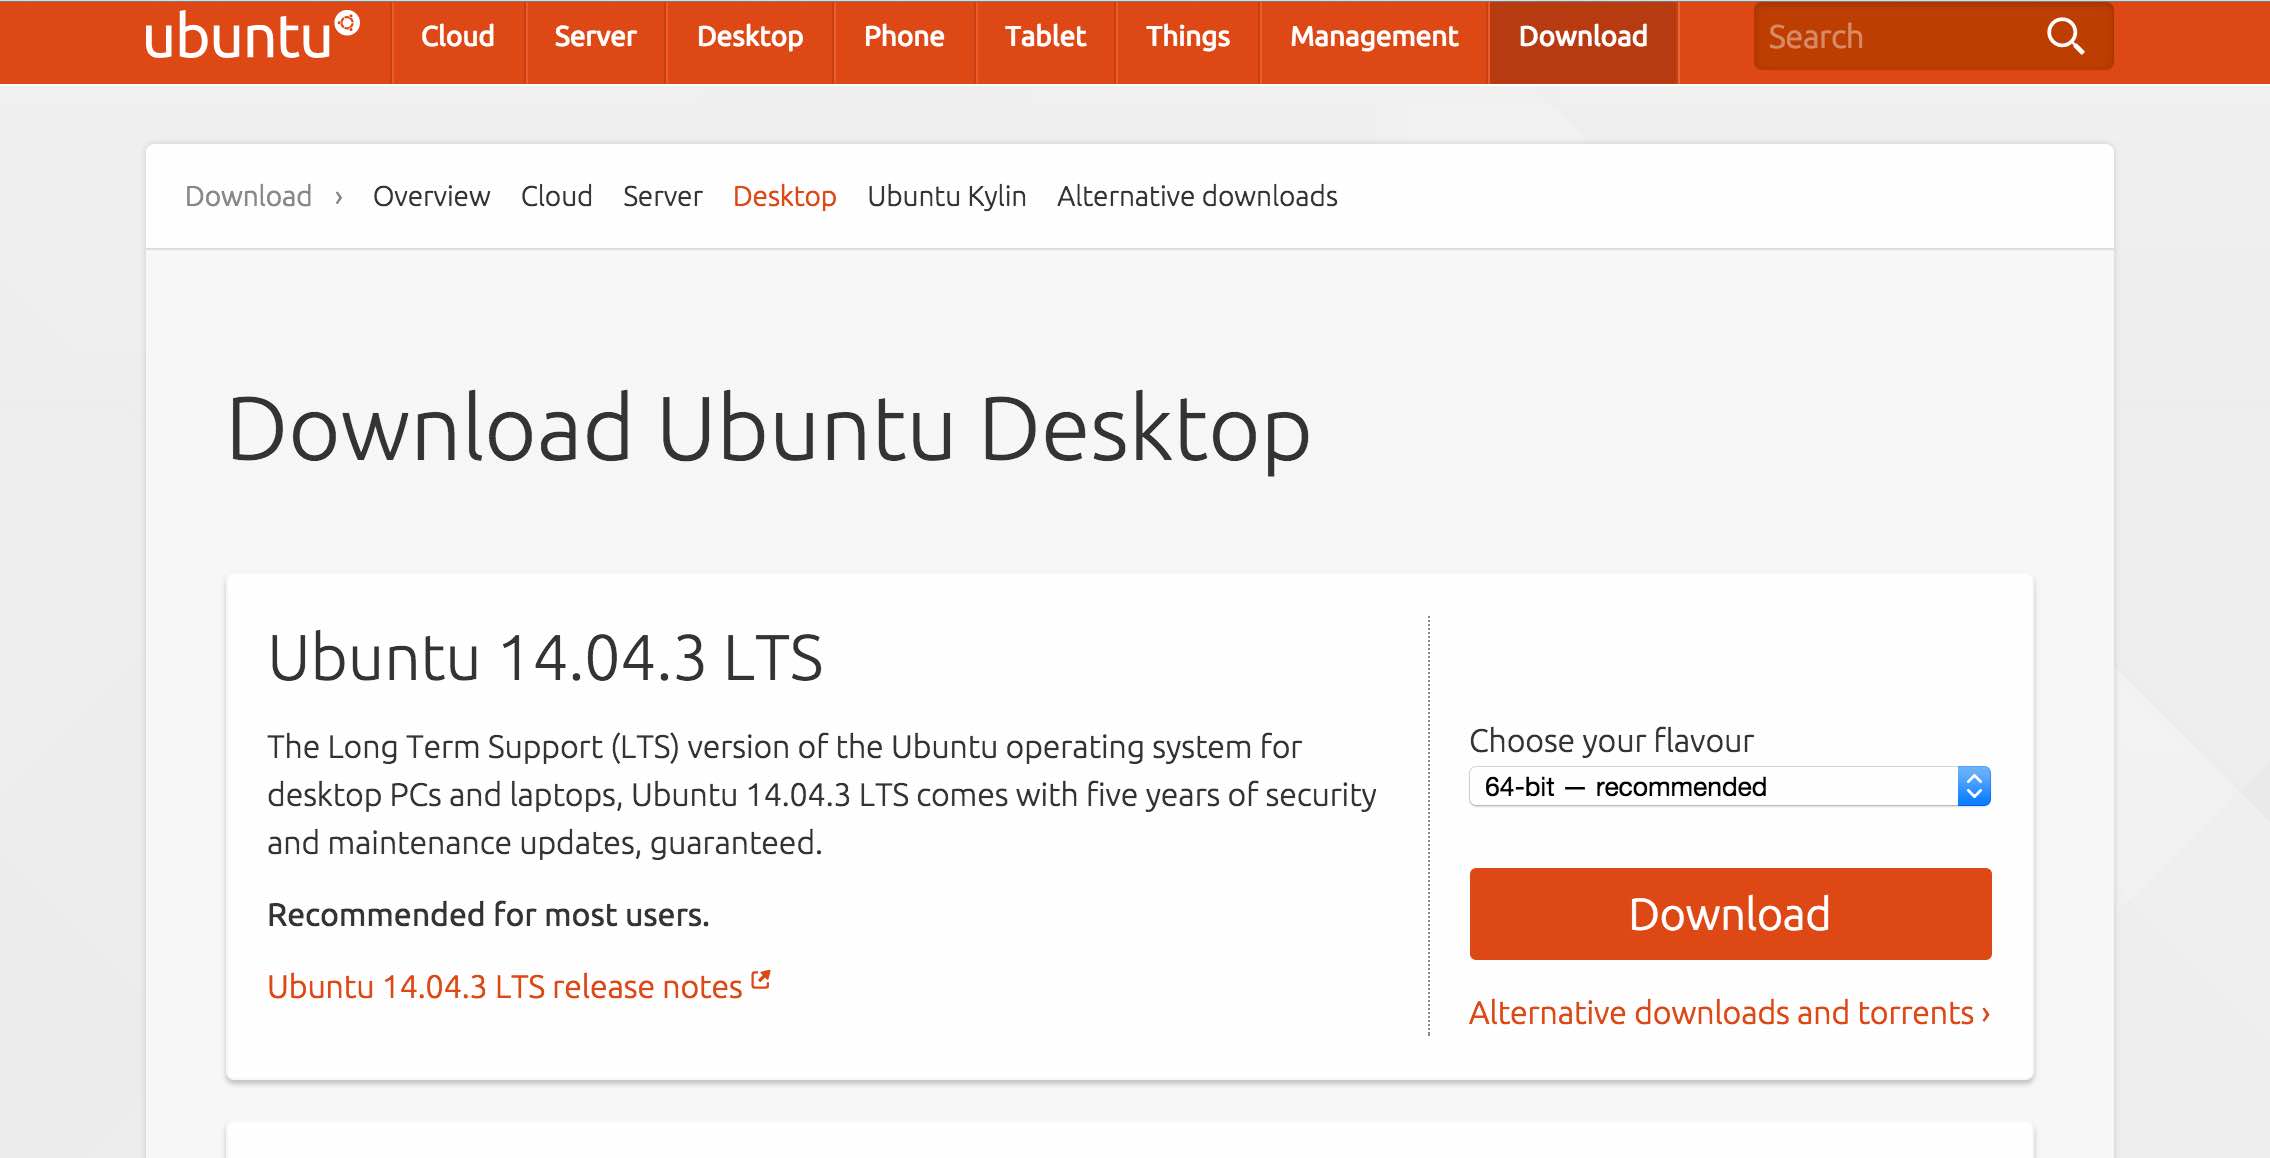 ubuntu
Cloud Server Desktop Phone Tablet Things Management Download Search
Download › Overview Cloud Server Desktop Ubuntu Kylin Alternative downloads
Download Ubuntu Desktop
Ubuntu 14.04.3 LTS
The Long Term Support (LTS) version of the Ubuntu operating system for
desktop PCs and laptops, Ubuntu 14.04.3 LTS comes with five years of security
and maintenance updates, guaranteed.
Recommended for most users.
Ubuntu 14.04.3 LTS release notes
Choose your flavour
64-bit — recommended
Download
Alternative downloads and torrents ›